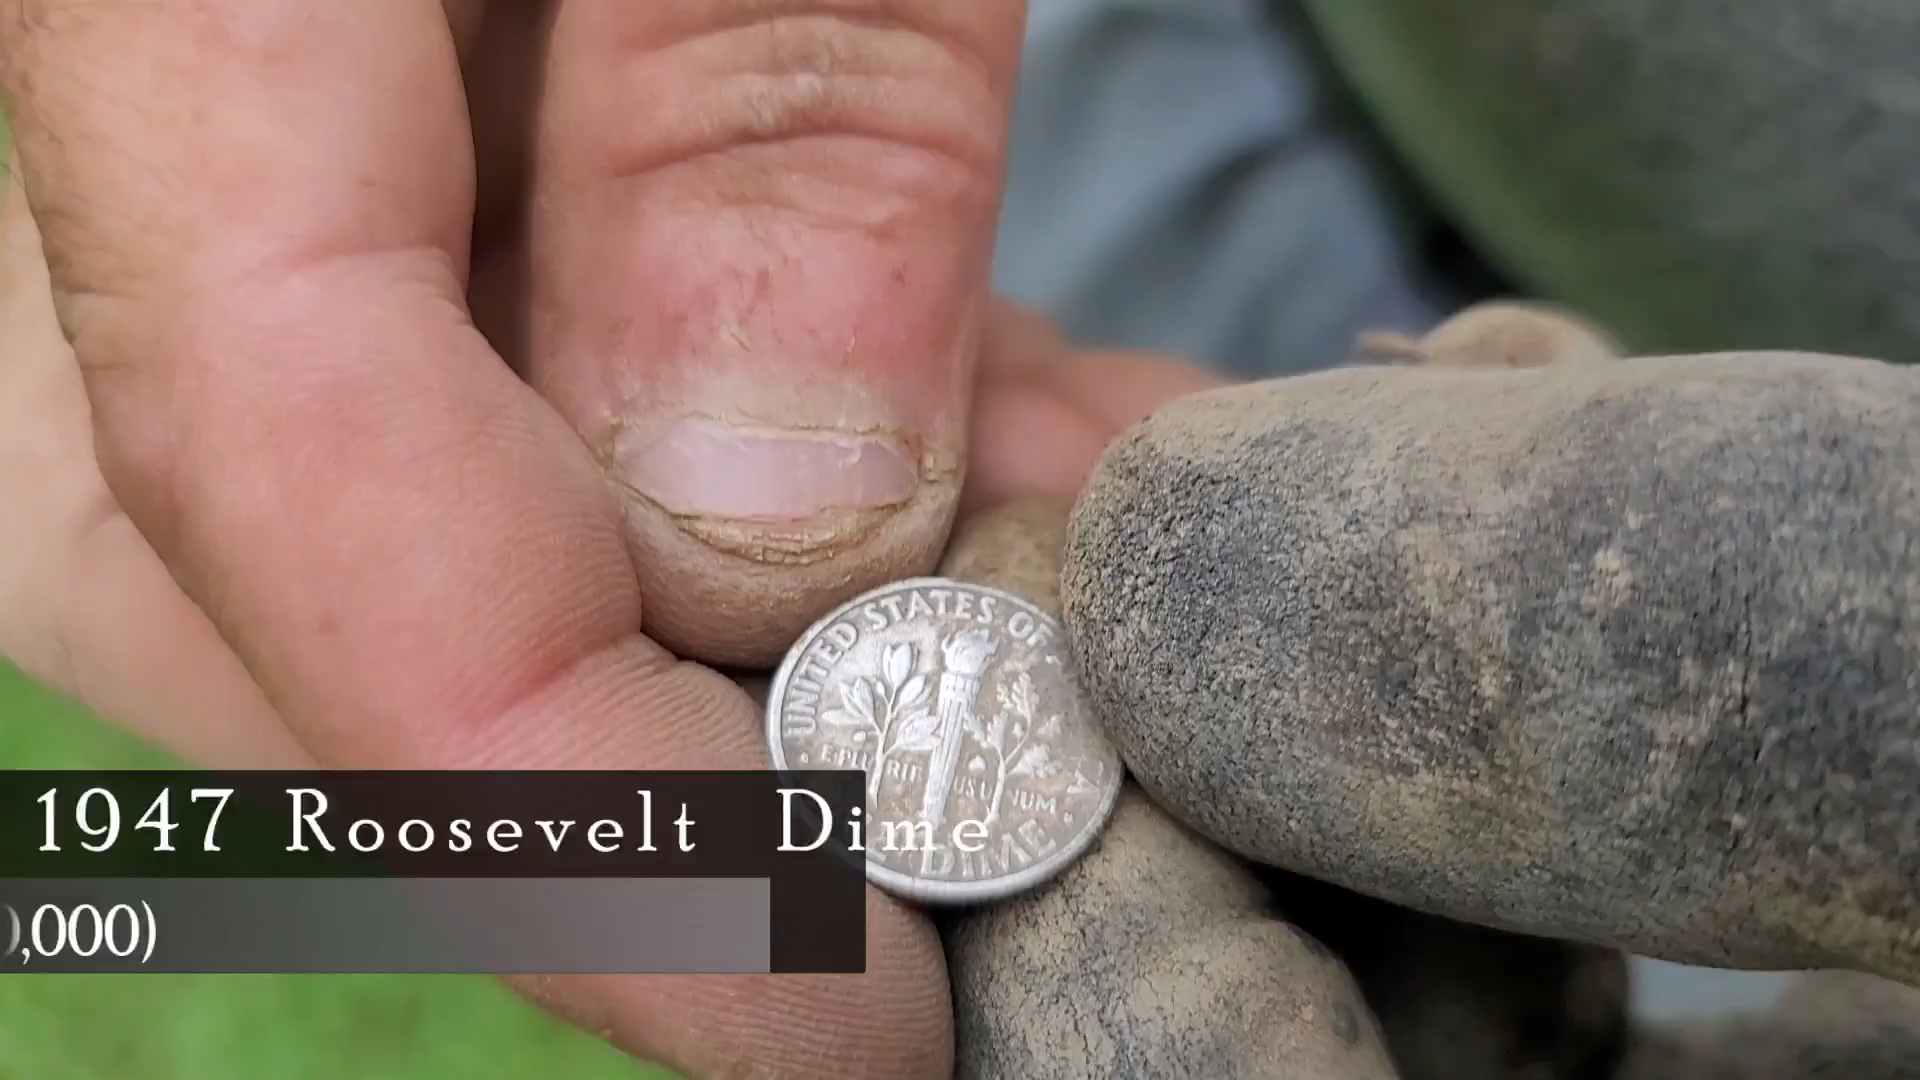 UNITED STATES OF
E PLURIBUS UNUM
DIME
1947 Roosevelt Dime
,000)